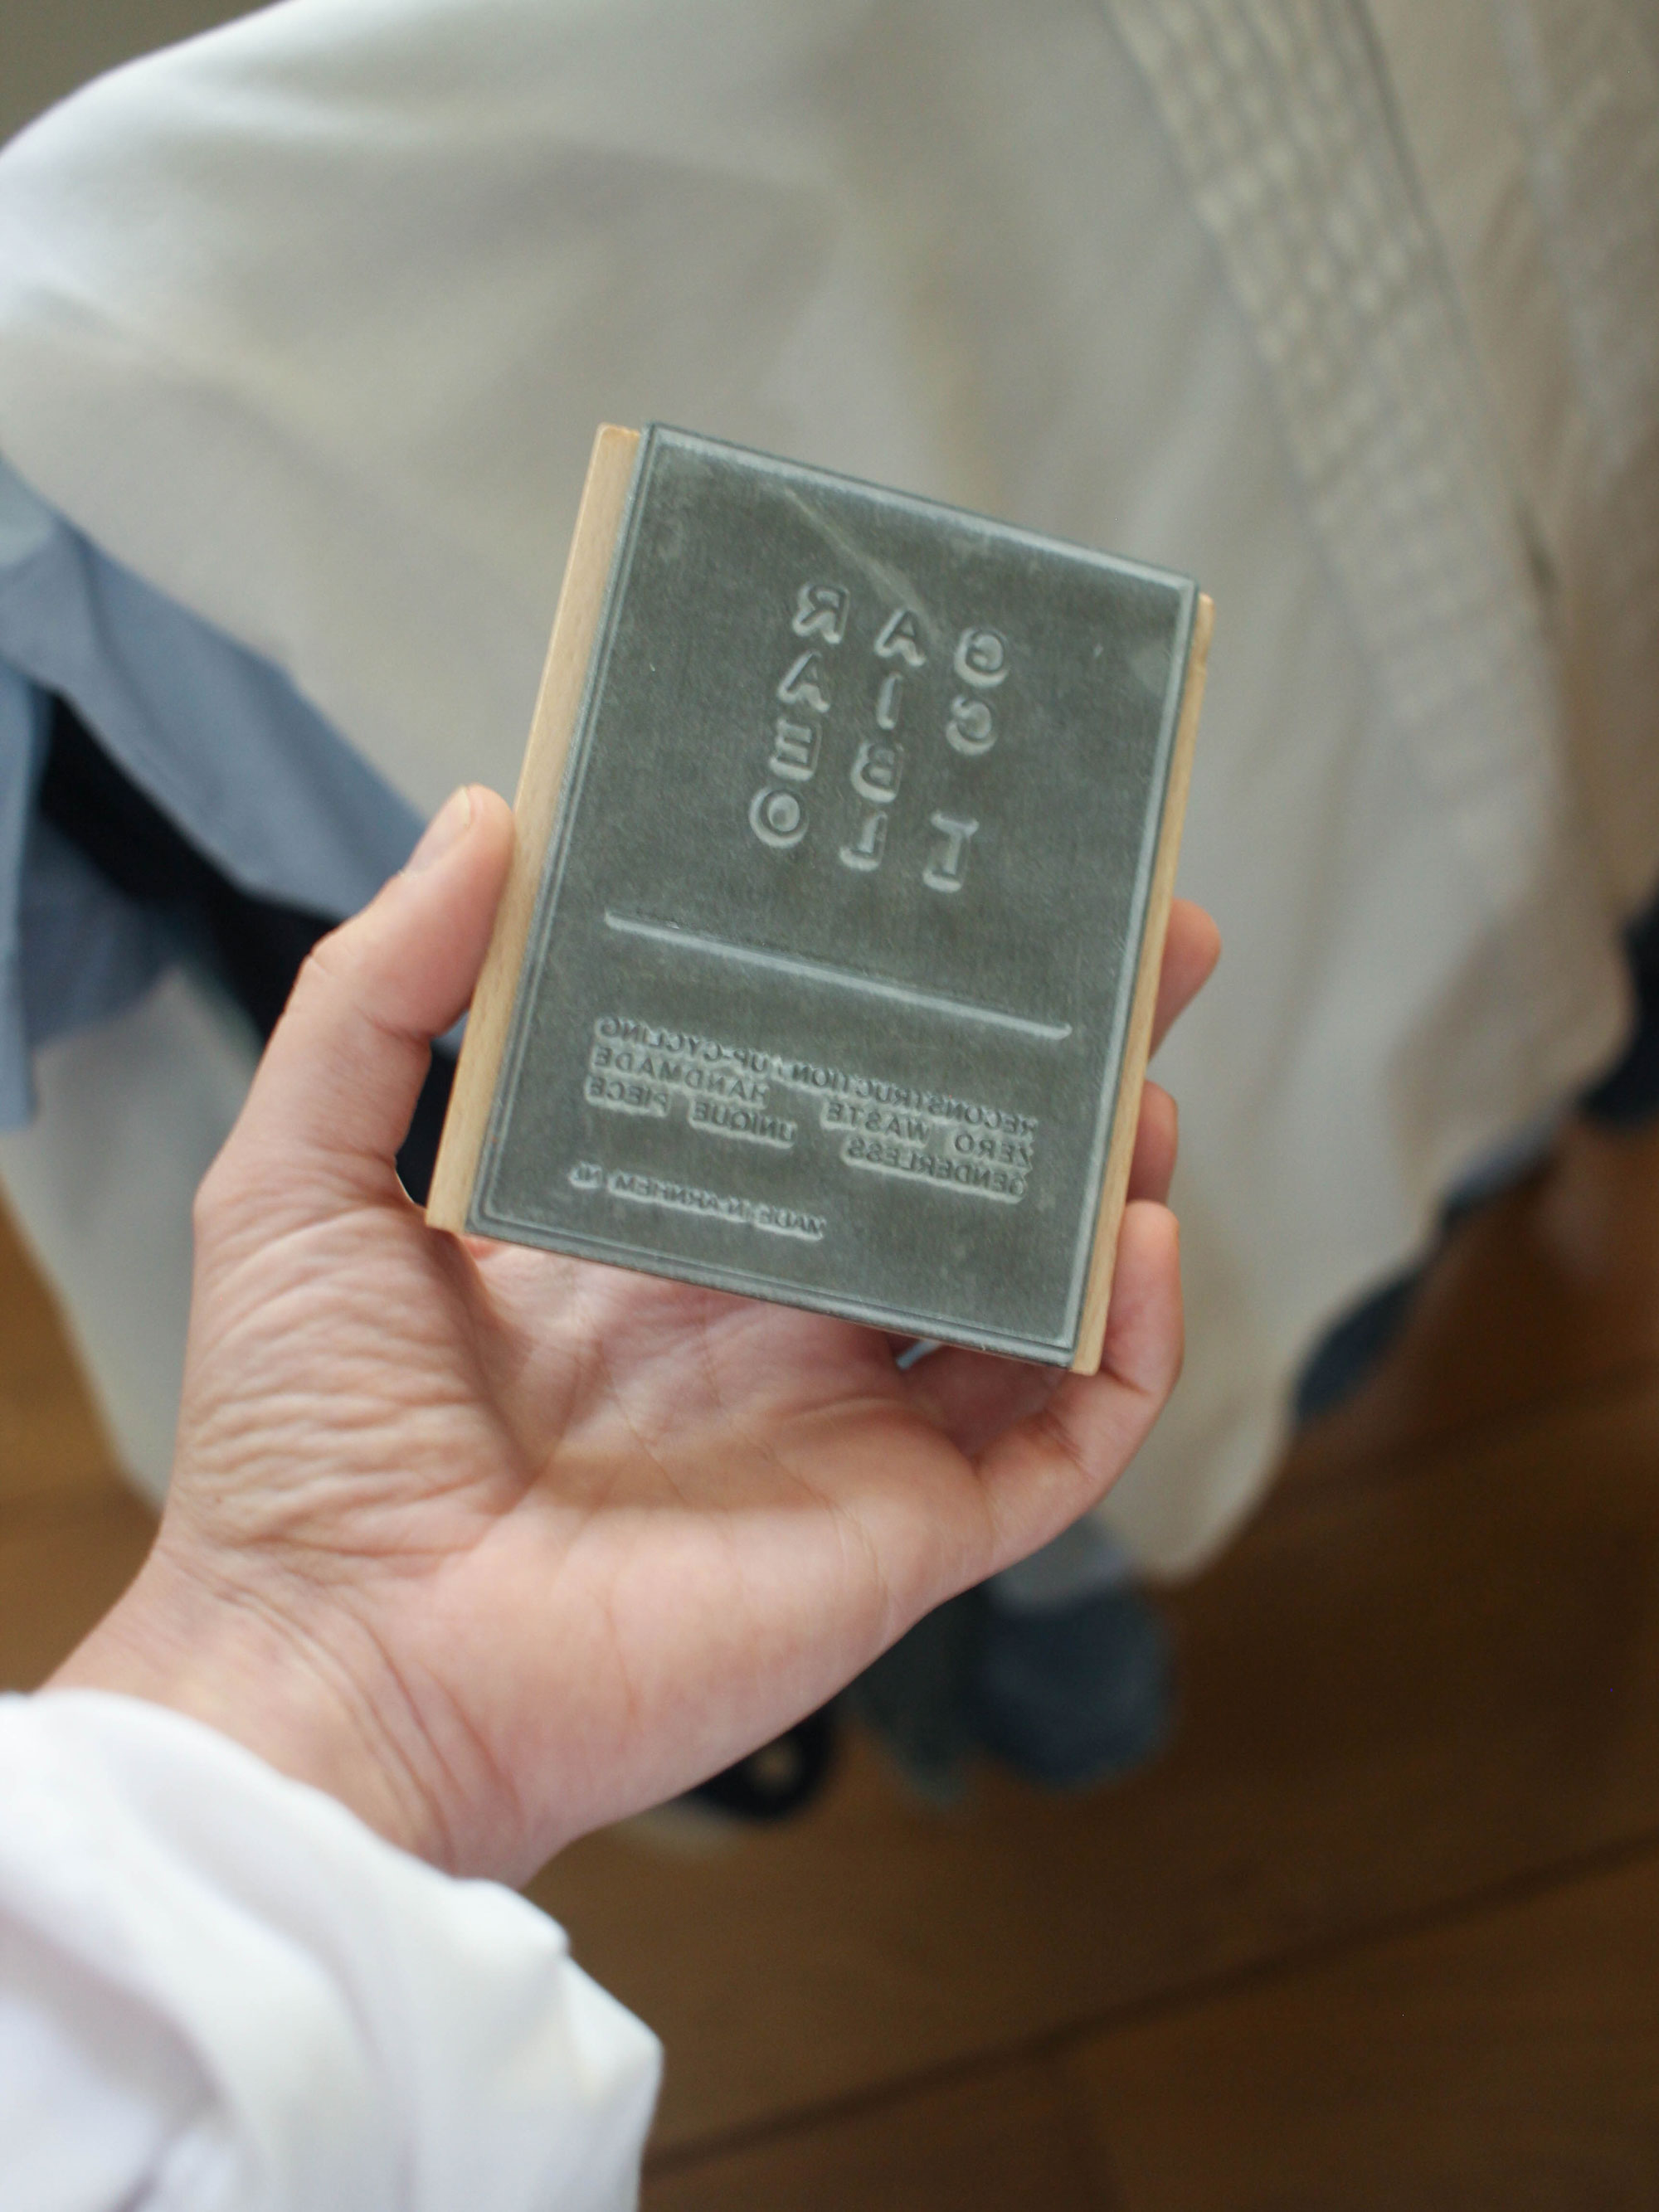 G A R
C I A
B E
L L O
RECONSTRUCTION / UP-CYCLING
ZERO WASTE HANDMADE
GENDERLESS UNIQUE PIECE
MADE IN ARNHEM, NL